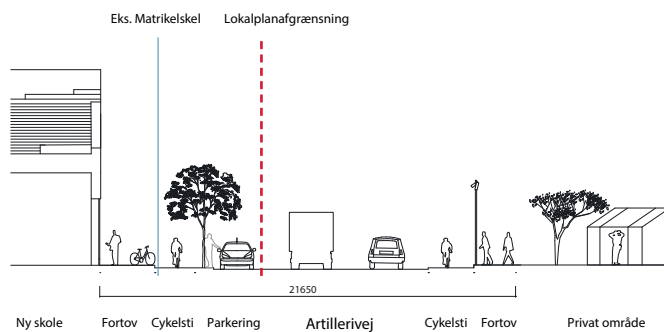 Eks. Matrikelskel Lokalplanafgrænsning
21650
Ny skole Fortov Cykelsti Parkering Artillerivej Cykelsti Fortov Privat område